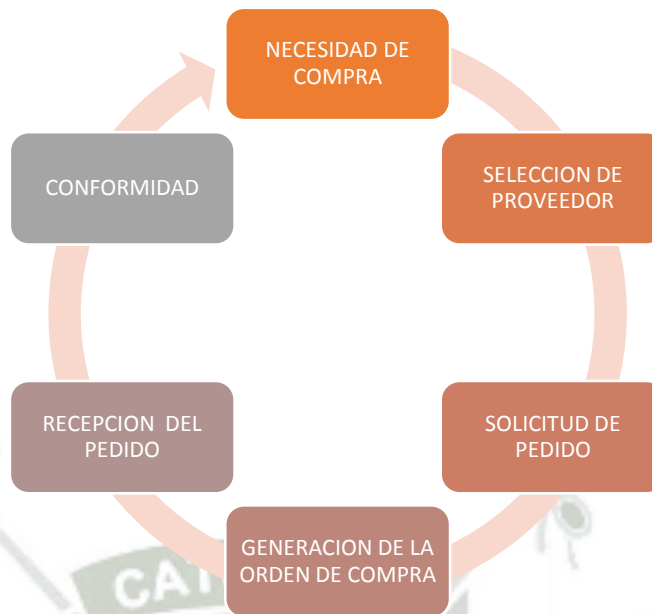 NECESIDAD DE
COMPRA
SELECCION DE
PROVEEDOR
SOLICITUD DE
PEDIDO
GENERACION DE LA
ORDEN DE COMPRA
RECEPCION DEL
PEDIDO
CONFORMIDAD
CAT